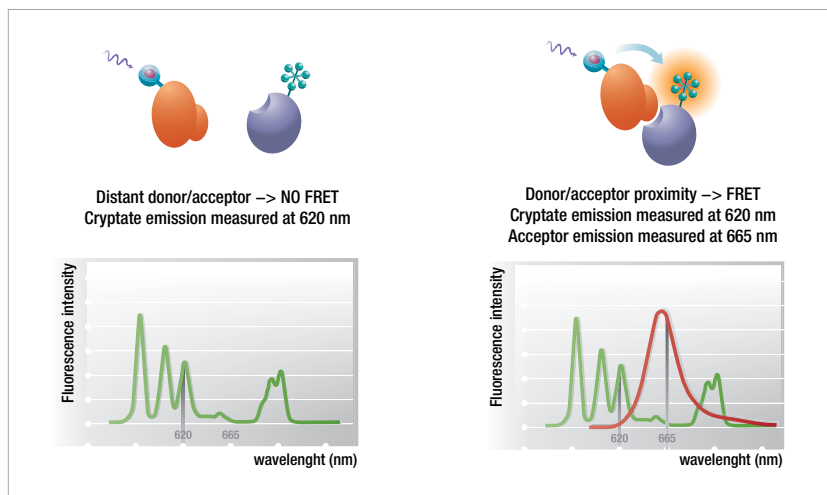 Distant donor/acceptor –> NO FRET
Cryptate emission measured at 620 nm
Fluorescence intensity
620
665
wavelenght (nm)
Donor/acceptor proximity –> FRET
Cryptate emission measured at 620 nm
Acceptor emission measured at 665 nm
Fluorescence intensity
620
665
wavelenght (nm)